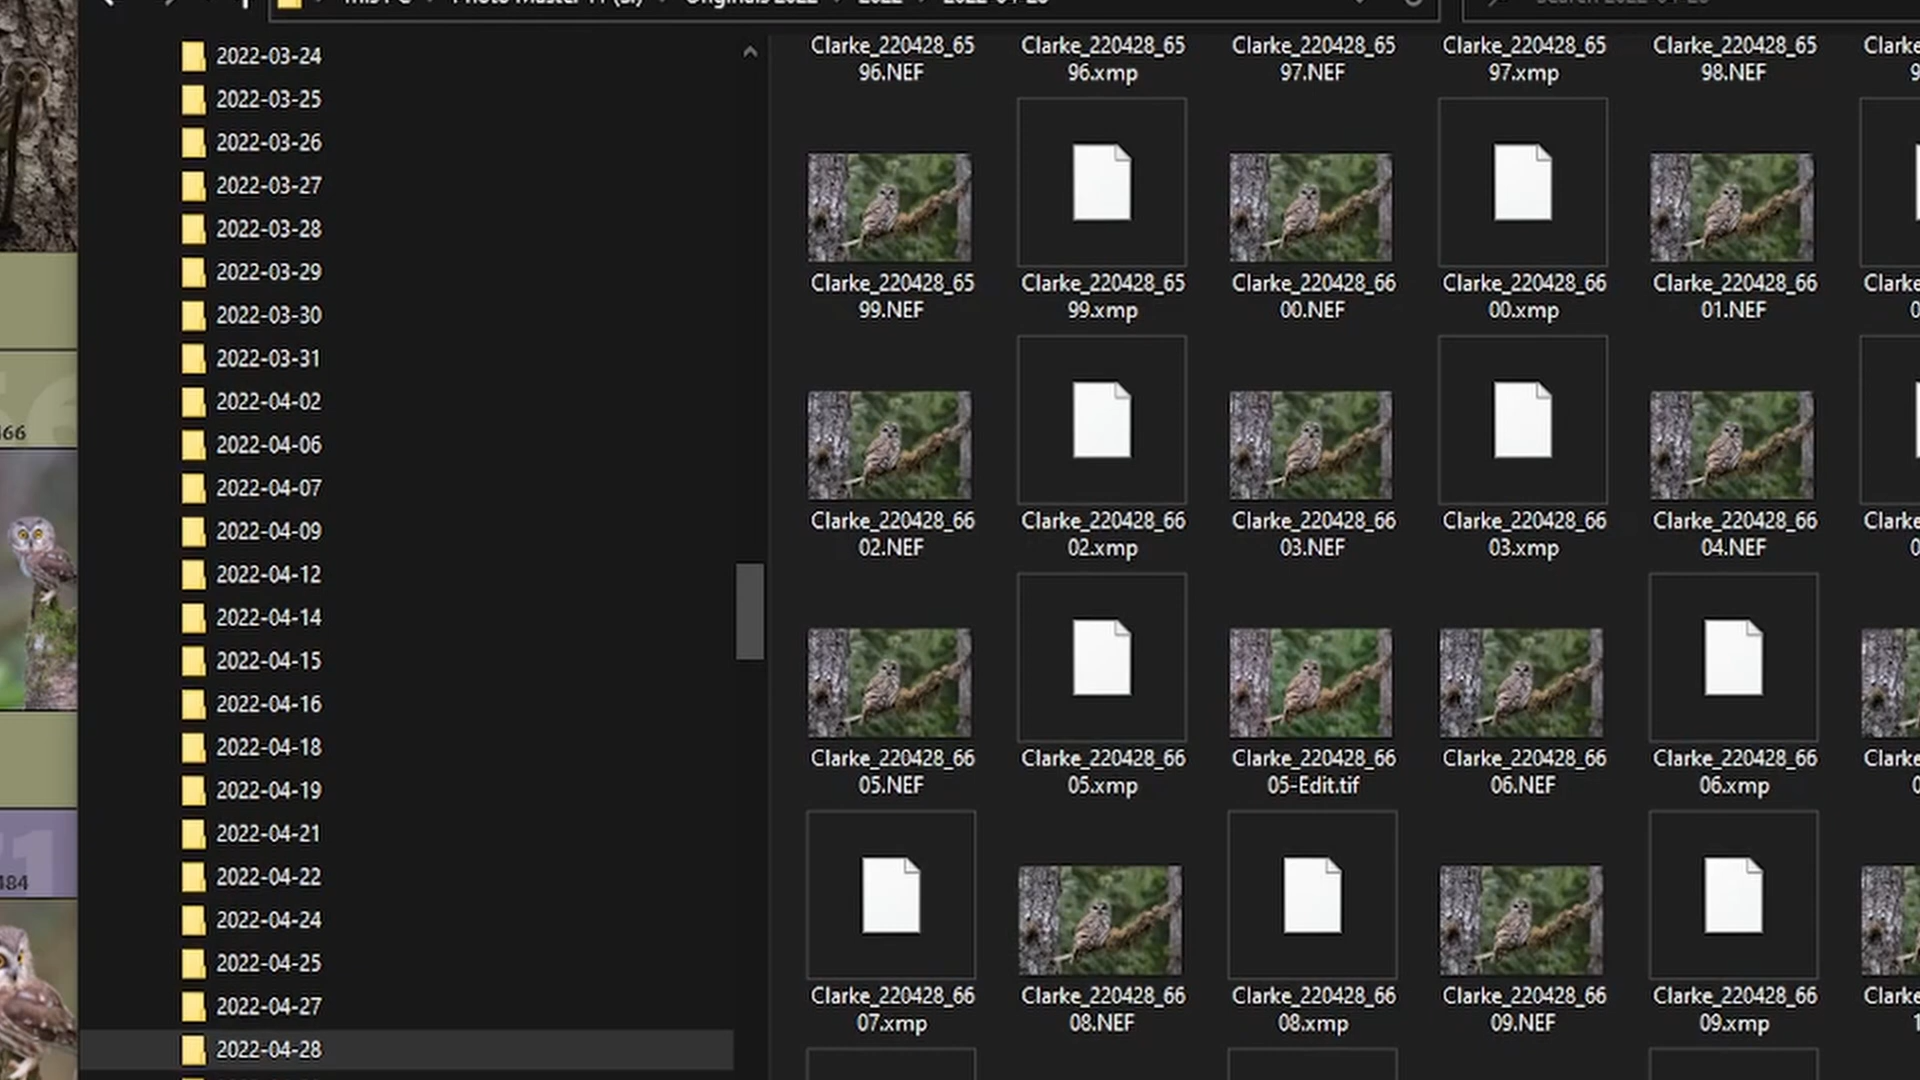 2022-03-24
2022-03-25
2022-03-26
2022-03-27
2022-03-28
2022-03-29
2022-03-30
2022-03-31
2022-04-02
2022-04-06
2022-04-07
2022-04-09
2022-04-12
2022-04-14
2022-04-15
2022-04-16
2022-04-18
2022-04-19
2022-04-21
2022-04-22
2022-04-24
2022-04-25
2022-04-27
2022-04-28
Clarke_220428_65
96.NEF
Clarke_220428_65
96.xmp
Clarke_220428_65
97.NEF
Clarke_220428_65
97.xmp
Clarke_220428_65
98.NEF
Clarke_220428_65
99.NEF
Clarke_220428_65
99.xmp
Clarke_220428_66
00.NEF
Clarke_220428_66
00.xmp
Clarke_220428_66
01.NEF
Clarke_220428_66
02.NEF
Clarke_220428_66
02.xmp
Clarke_220428_66
03.NEF
Clarke_220428_66
03.xmp
Clarke_220428_66
04.NEF
Clarke_220428_66
05.NEF
Clarke_220428_66
05.xmp
Clarke_220428_66
05-Edit.tif
Clarke_220428_66
06.NEF
Clarke_220428_66
06.xmp
Clarke_220428_66
07.xmp
Clarke_220428_66
08.NEF
Clarke_220428_66
08.xmp
Clarke_220428_66
09.NEF
Clarke_220428_66
09.xmp